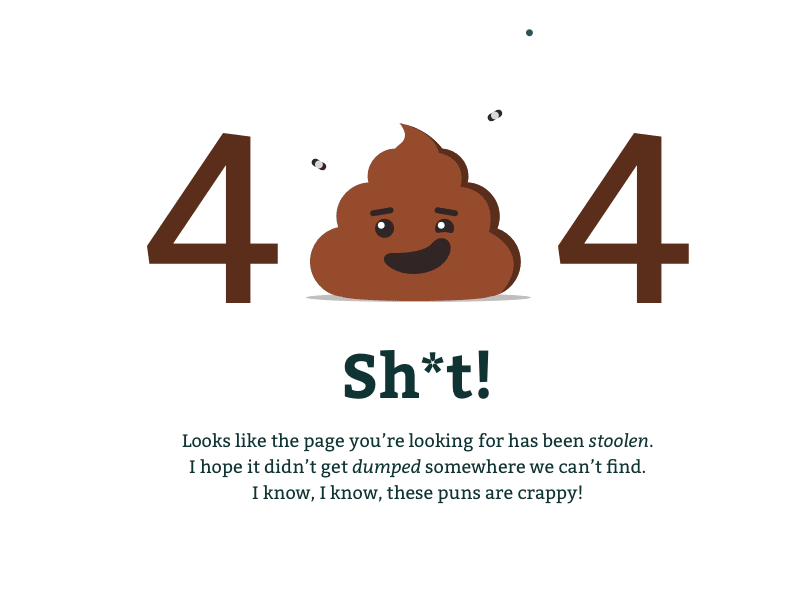 4 4
Sh*t!
Looks like the page you’re looking for has been stoolen.
I hope it didn’t get dumped somewhere we can’t find.
I know, I know, these puns are crappy!